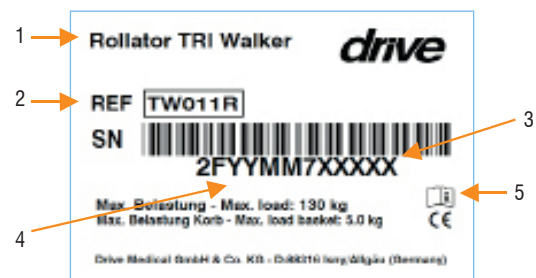 1
Rollator TRI Walker
drive
2
REF TW011R
SN
3
2FYYMM7XXXXX
Max. Belastung - Max. load: 130 kg
Max. Belastung Korb - Max. load basket: 5.0 kg
5
CE
4
Drive Medical GmbH & Co. KG - D-88316 Isny/Allgäu (Germany)